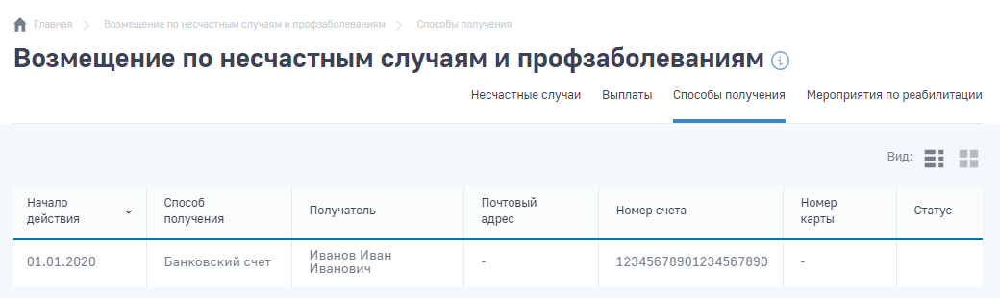 Главная Возмещение по несчастным случаям и профзаболеваниям Способы получения
Возмещение по несчастным случаям и профзаболеваниям
Несчастные случаи Выплаты Способы получения Мероприятия по реабилитации
Вид:
Начало действия Способ получения Получатель Почтовый адрес Номер счета Номер карты Статус
01.01.2020 Банковский счет Иванов Иван Иванович - 12345678901234567890 -